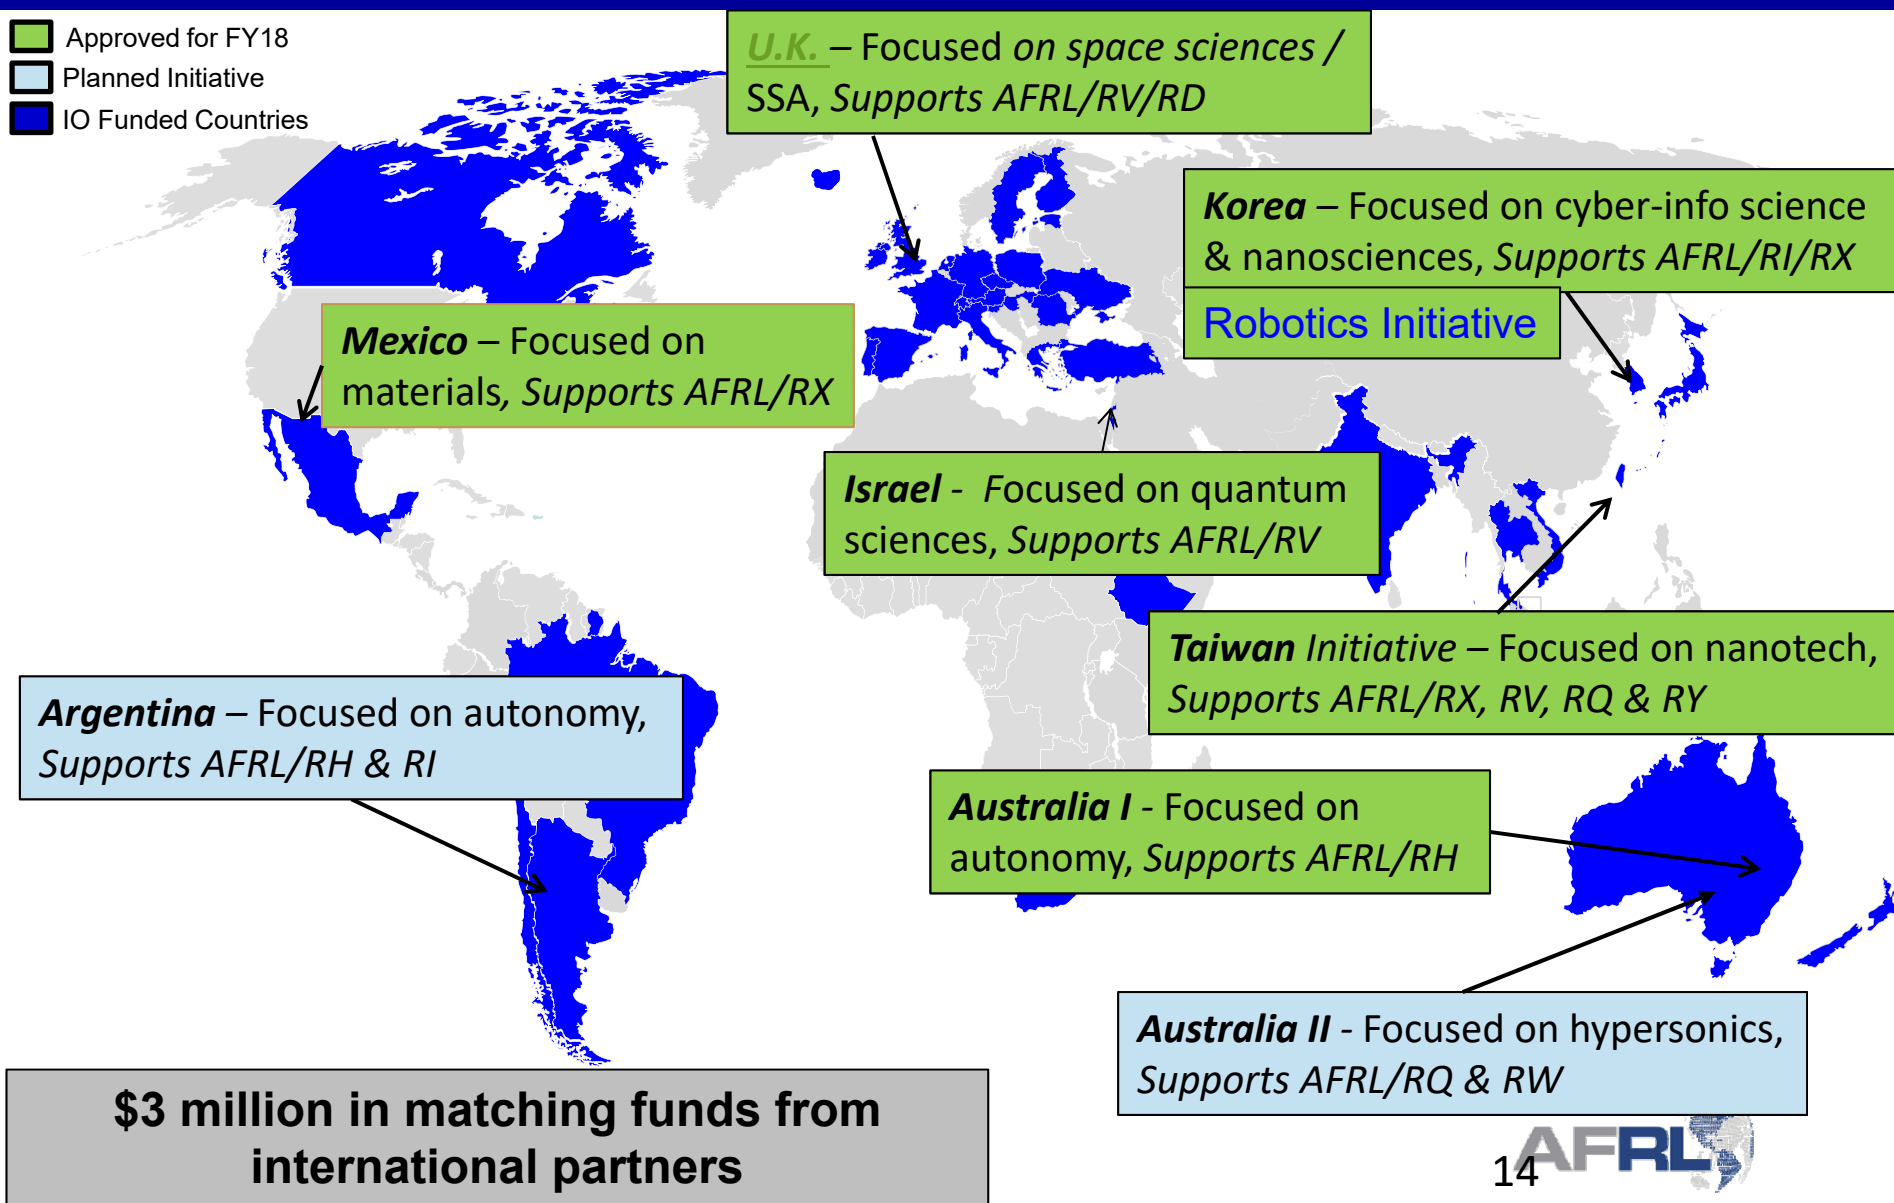 Approved for FY18
Planned Initiative
IO Funded Countries
U.K. – Focused on space sciences /
SSA, Supports AFRL/RV/RD
Korea – Focused on cyber-info science
& nanosciences, Supports AFRL/RI/RX
Robotics Initiative
Mexico – Focused on
materials, Supports AFRL/RX
Israel - Focused on quantum
sciences, Supports AFRL/RV
Taiwan Initiative – Focused on nanotech,
Supports AFRL/RX, RV, RQ & RY
Argentina – Focused on autonomy,
Supports AFRL/RH & RI
Australia I - Focused on
autonomy, Supports AFRL/RH
Australia II - Focused on hypersonics,
Supports AFRL/RQ & RW
$3 million in matching funds from
international partners
14
AFRL